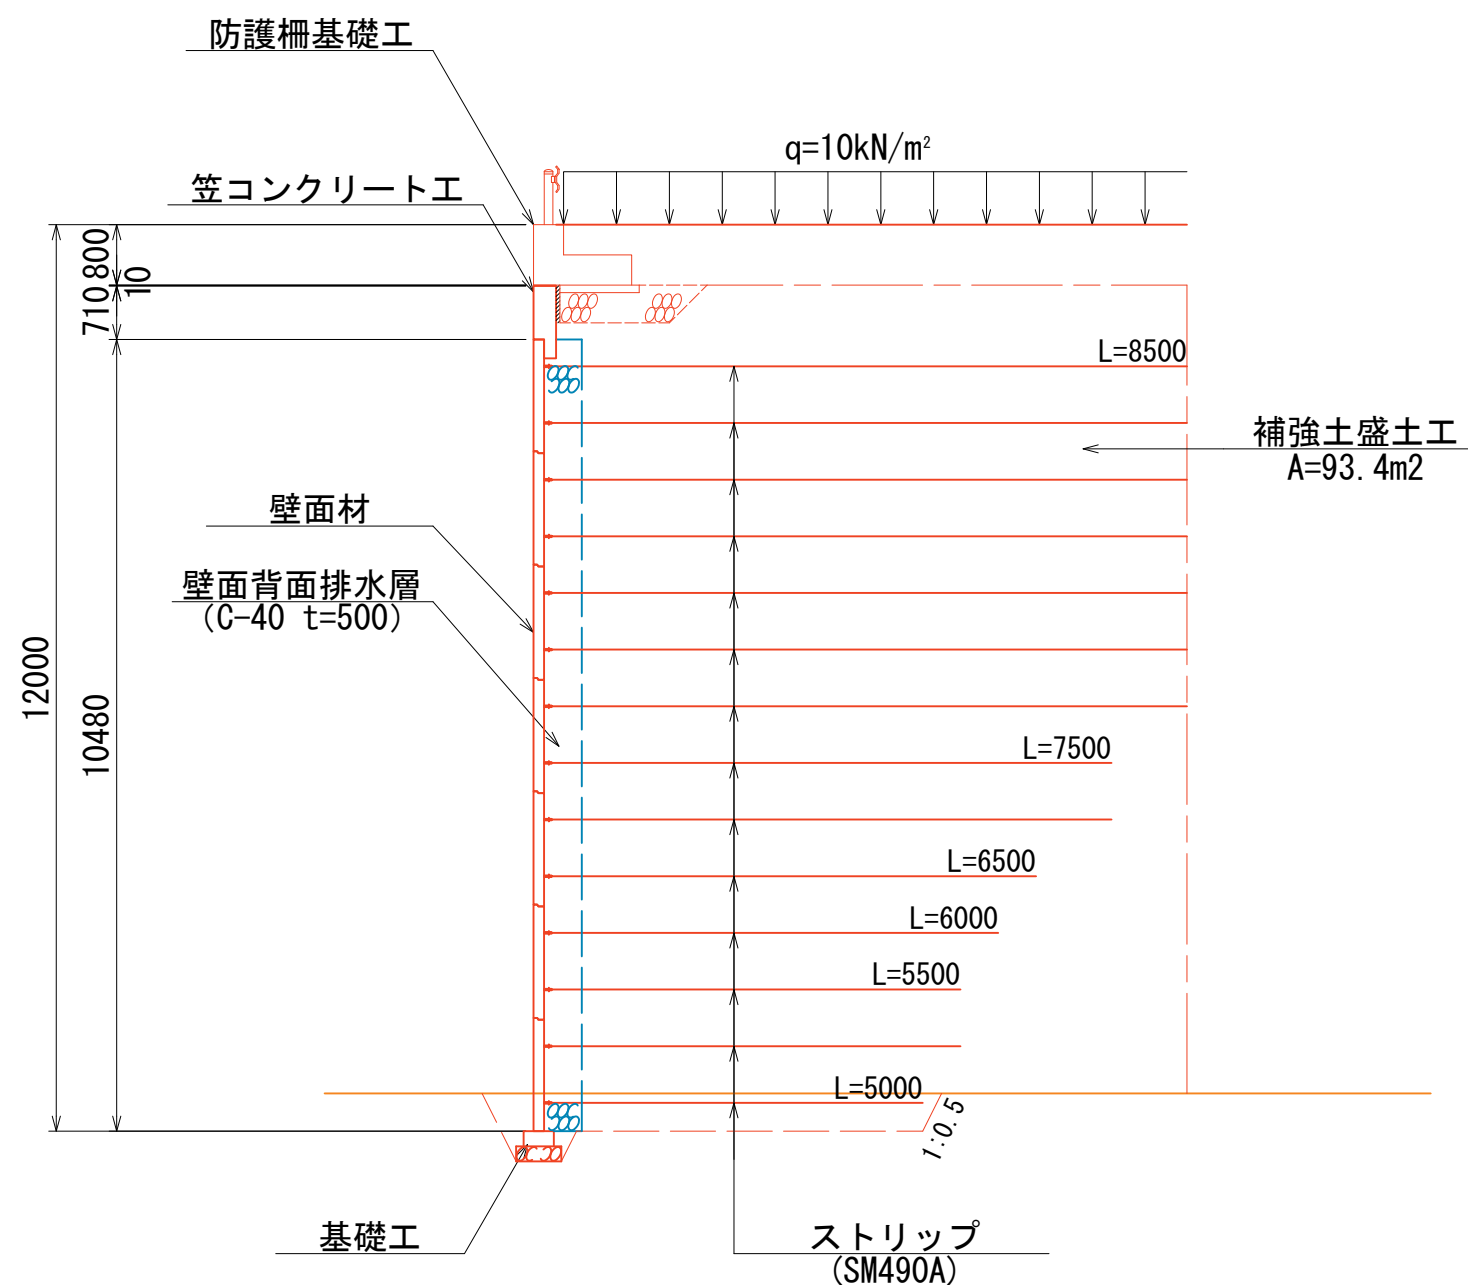 防護柵基礎工
q=10kN/m²
笠コンクリート工
800
10
710
L=8500
補強土盛土工
A=93.4m2
壁面材
壁面背面排水層
(C-40 t=500)
12000
10480
L=7500
L=6500
L=6000
L=5500
L=5000
1:0.5
基礎工
ストリップ
(SM490A)